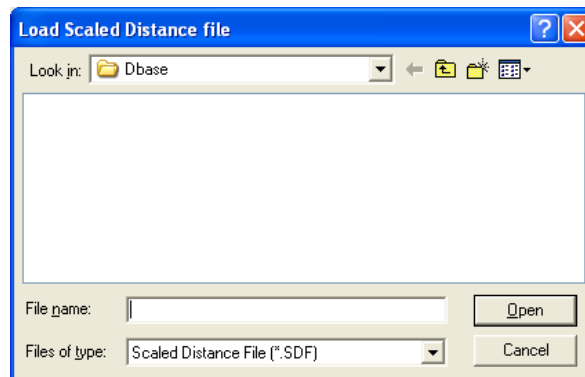 Load Scaled Distance file
Look in: Dbase
File name: Open
Files of type: Scaled Distance File (*.SDF) Cancel